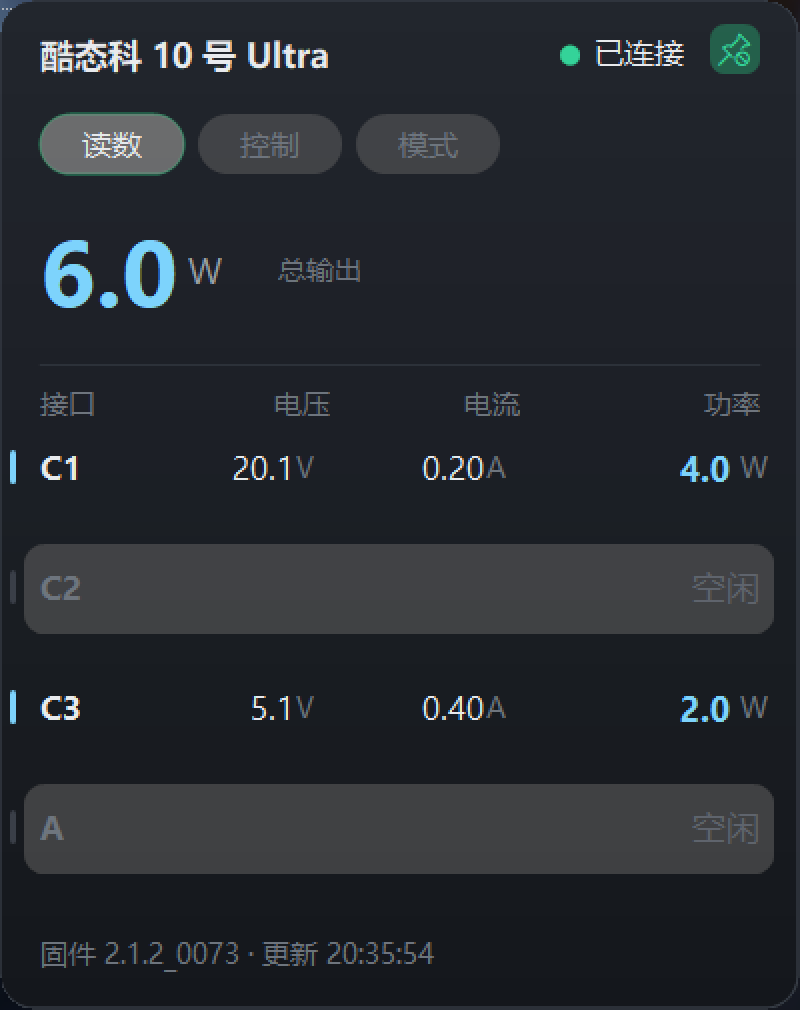 酷态科 10 号 Ultra 已连接
读数 控制 模式
6.0 W 总输出
接口 电压 电流 功率
C1 20.1V 0.20A 4.0 W
C2 空闲
C3 5.1V 0.40A 2.0 W
A 空闲
固件 2.1.2_0073 · 更新 20:35:54